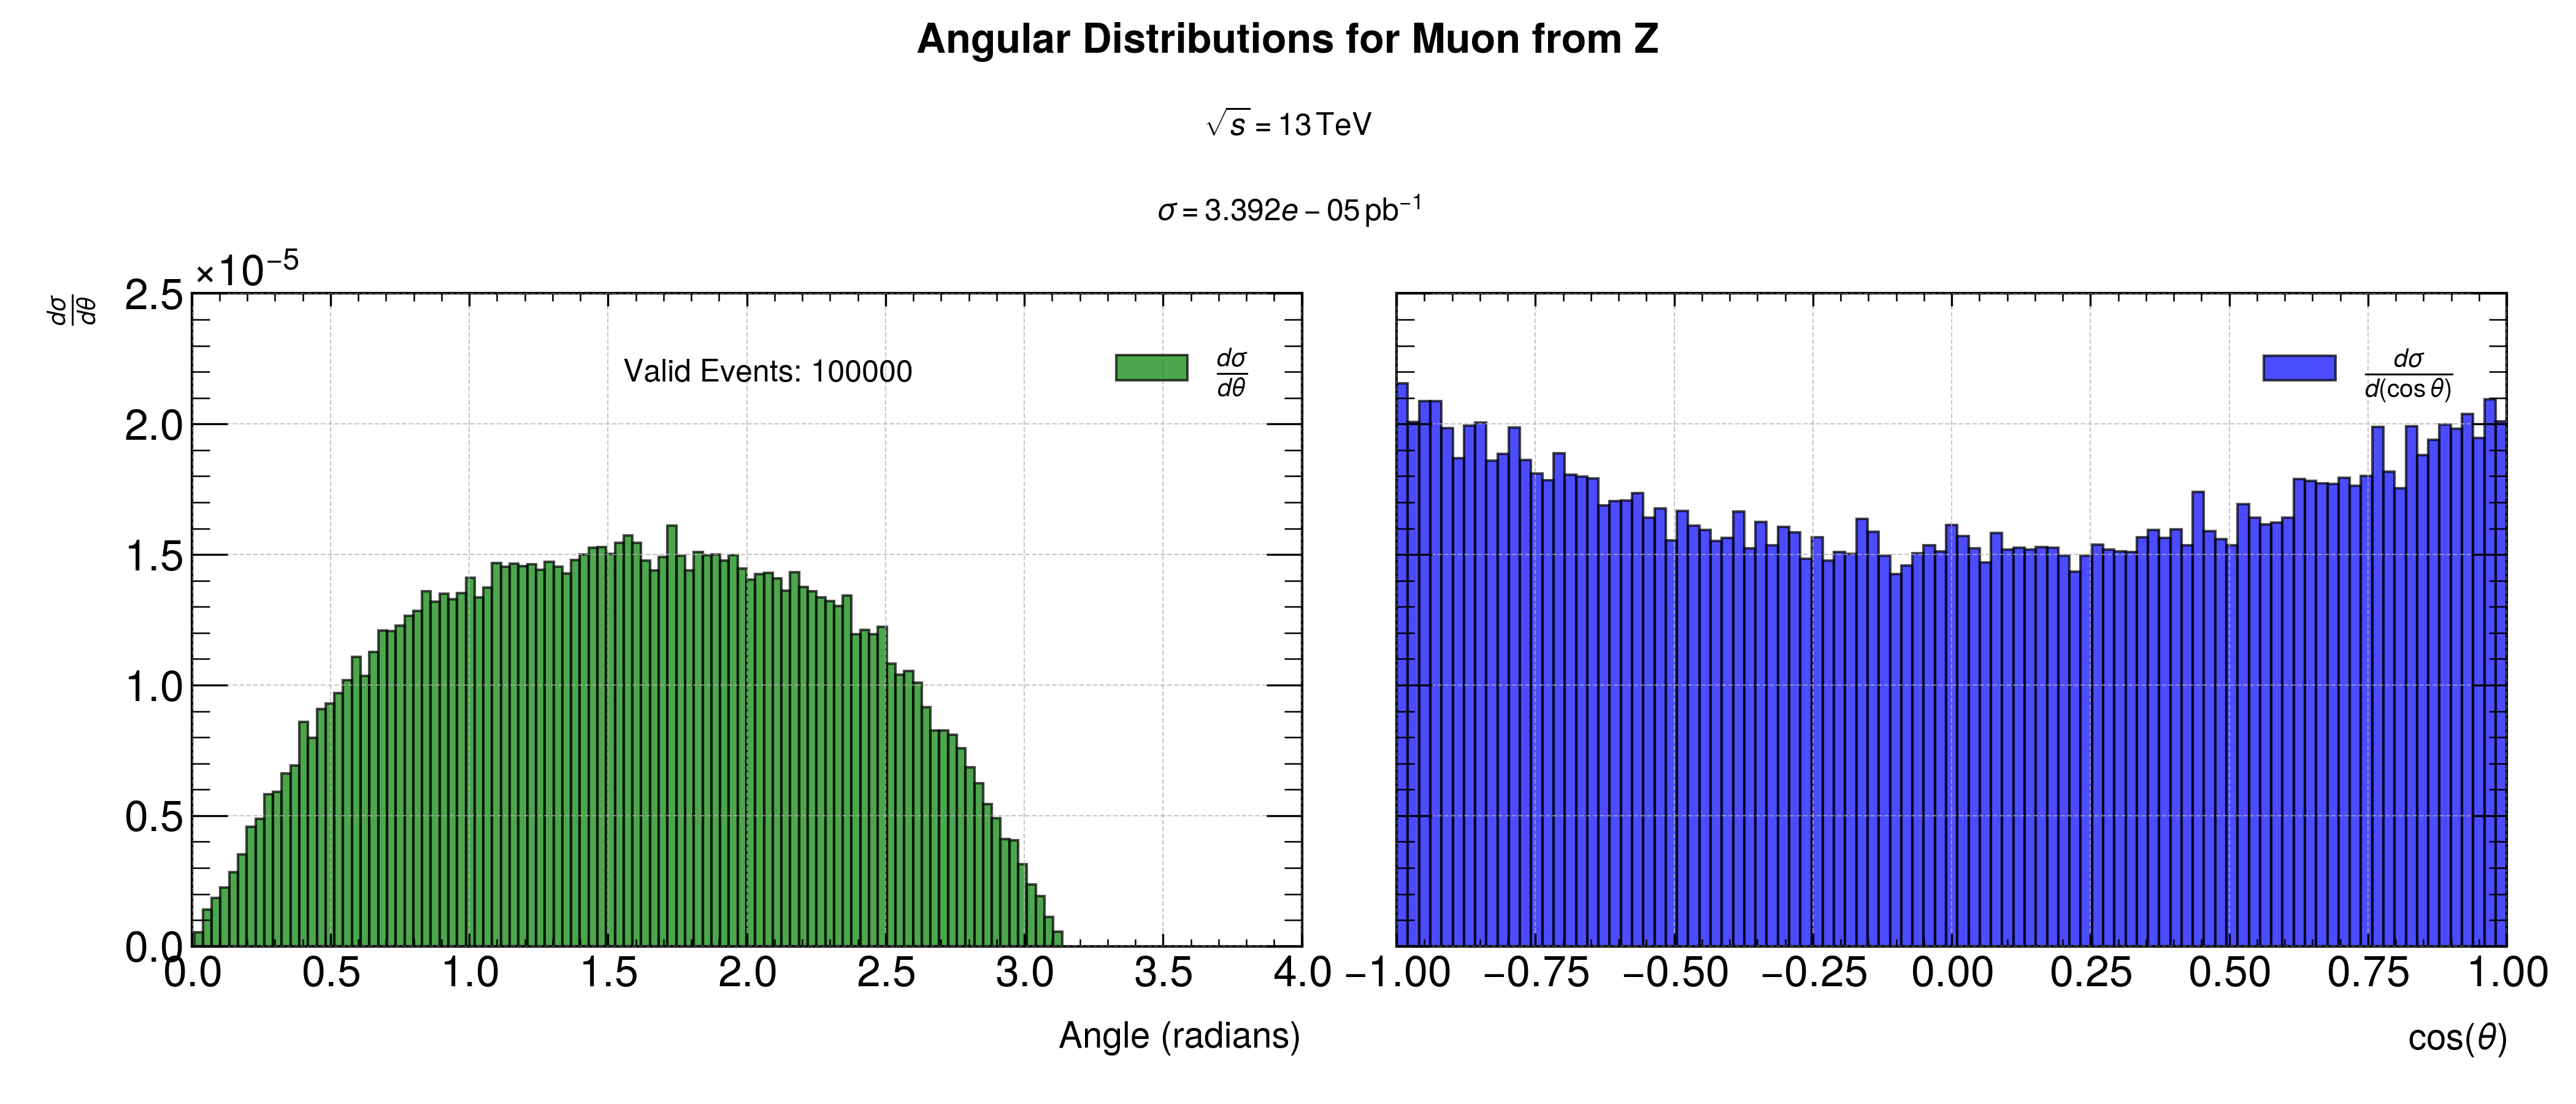 Angular Distributions for Muon from Z
√s = 13 TeV
σ = 3.392e − 05 pb⁻¹
×10⁻⁵
dσ/dθ
2.5
2.0
1.5
1.0
0.5
0.0
Valid Events: 100000
dσ/dθ
dσ/d(cos θ)
0.0 0.5 1.0 1.5 2.0 2.5 3.0 3.5 4.0
−1.00 −0.75 −0.50 −0.25 0.00 0.25 0.50 0.75 1.00
Angle (radians)
cos(θ)